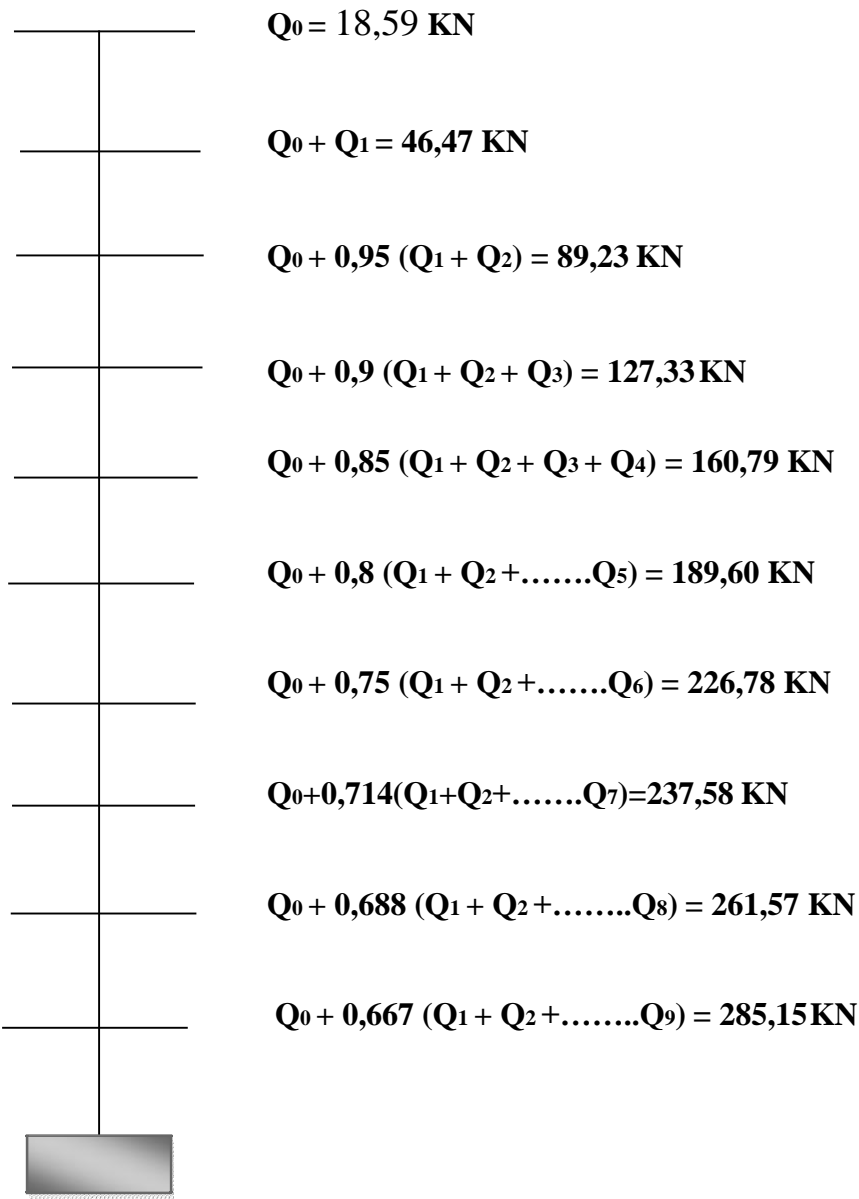 Q0 = 18,59 KN
Q0 + Q1 = 46,47 KN
Q0 + 0,95 (Q1 + Q2) = 89,23 KN
Q0 + 0,9 (Q1 + Q2 + Q3) = 127,33 KN
Q0 + 0,85 (Q1 + Q2 + Q3 + Q4) = 160,79 KN
Q0 + 0,8 (Q1 + Q2 +…….Q5) = 189,60 KN
Q0 + 0,75 (Q1 + Q2 +…….Q6) = 226,78 KN
Q0+0,714(Q1+Q2+…….Q7)=237,58 KN
Q0 + 0,688 (Q1 + Q2 +……..Q8) = 261,57 KN
Q0 + 0,667 (Q1 + Q2 +……..Q9) = 285,15 KN